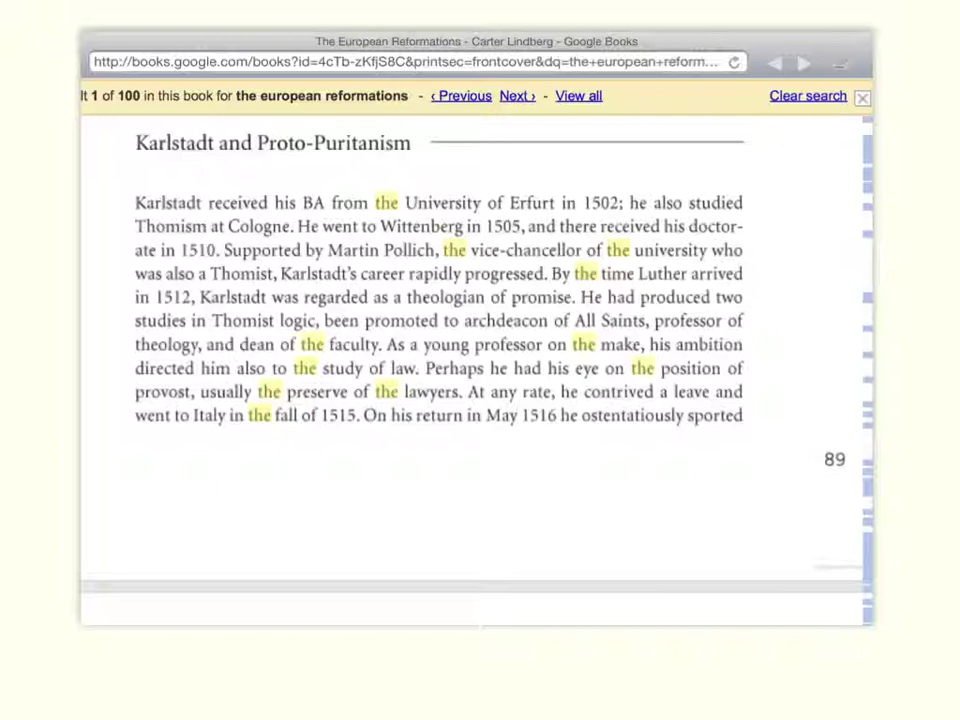 The European Reformations - Carter Lindberg - Google Books
http://books.google.com/books?id=4cTb-zKfjS8C&printsec=frontcover&dq=the+european+reform...
lt 1 of 100 in this book for the european reformations - ‹ Previous Next › - View all Clear search
Karlstadt and Proto-Puritanism
Karlstadt received his BA from the University of Erfurt in 1502; he also studied
Thomism at Cologne. He went to Wittenberg in 1505, and there received his doctor-
ate in 1510. Supported by Martin Pollich, the vice-chancellor of the university who
was also a Thomist, Karlstadt's career rapidly progressed. By the time Luther arrived
in 1512, Karlstadt was regarded as a theologian of promise. He had produced two
studies in Thomist logic, been promoted to archdeacon of All Saints, professor of
theology, and dean of the faculty. As a young professor on the make, his ambition
directed him also to the study of law. Perhaps he had his eye on the position of
provost, usually the preserve of the lawyers. At any rate, he contrived a leave and
went to Italy in the fall of 1515. On his return in May 1516 he ostentatiously sported
89